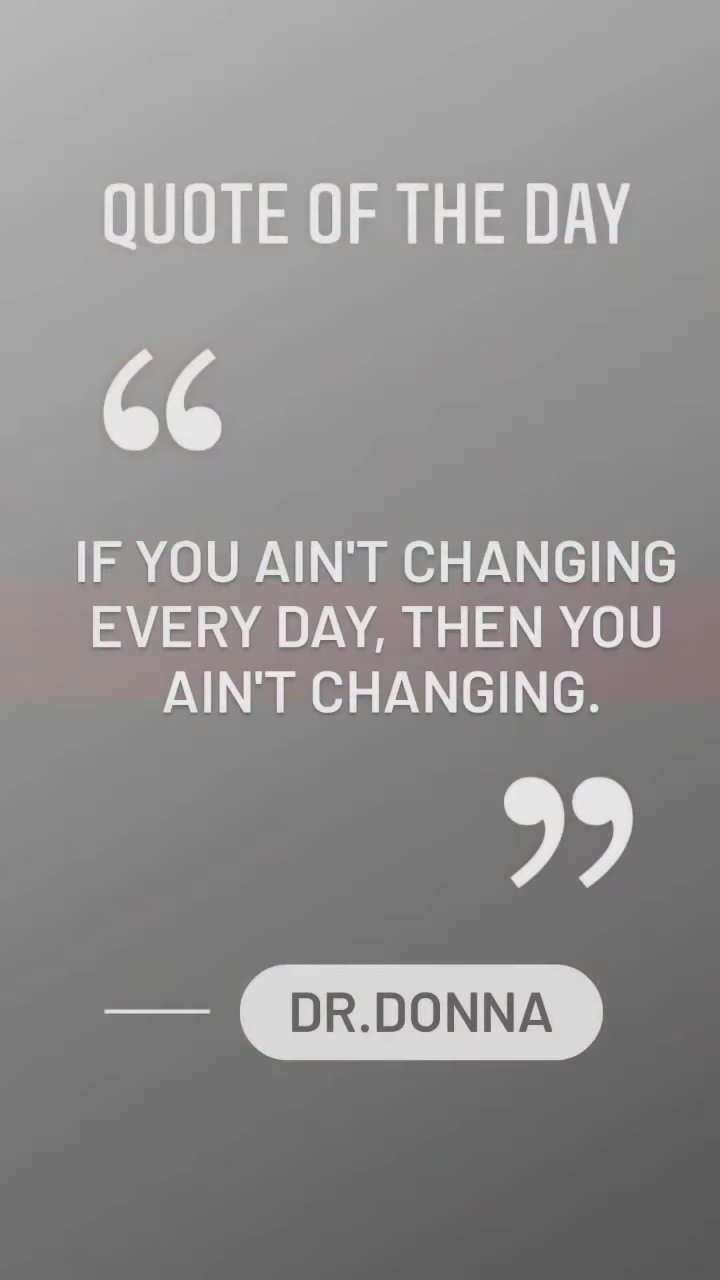 QUOTE OF THE DAY
“
IF YOU AIN'T CHANGING
EVERY DAY, THEN YOU
AIN'T CHANGING.
”
DR.DONNA